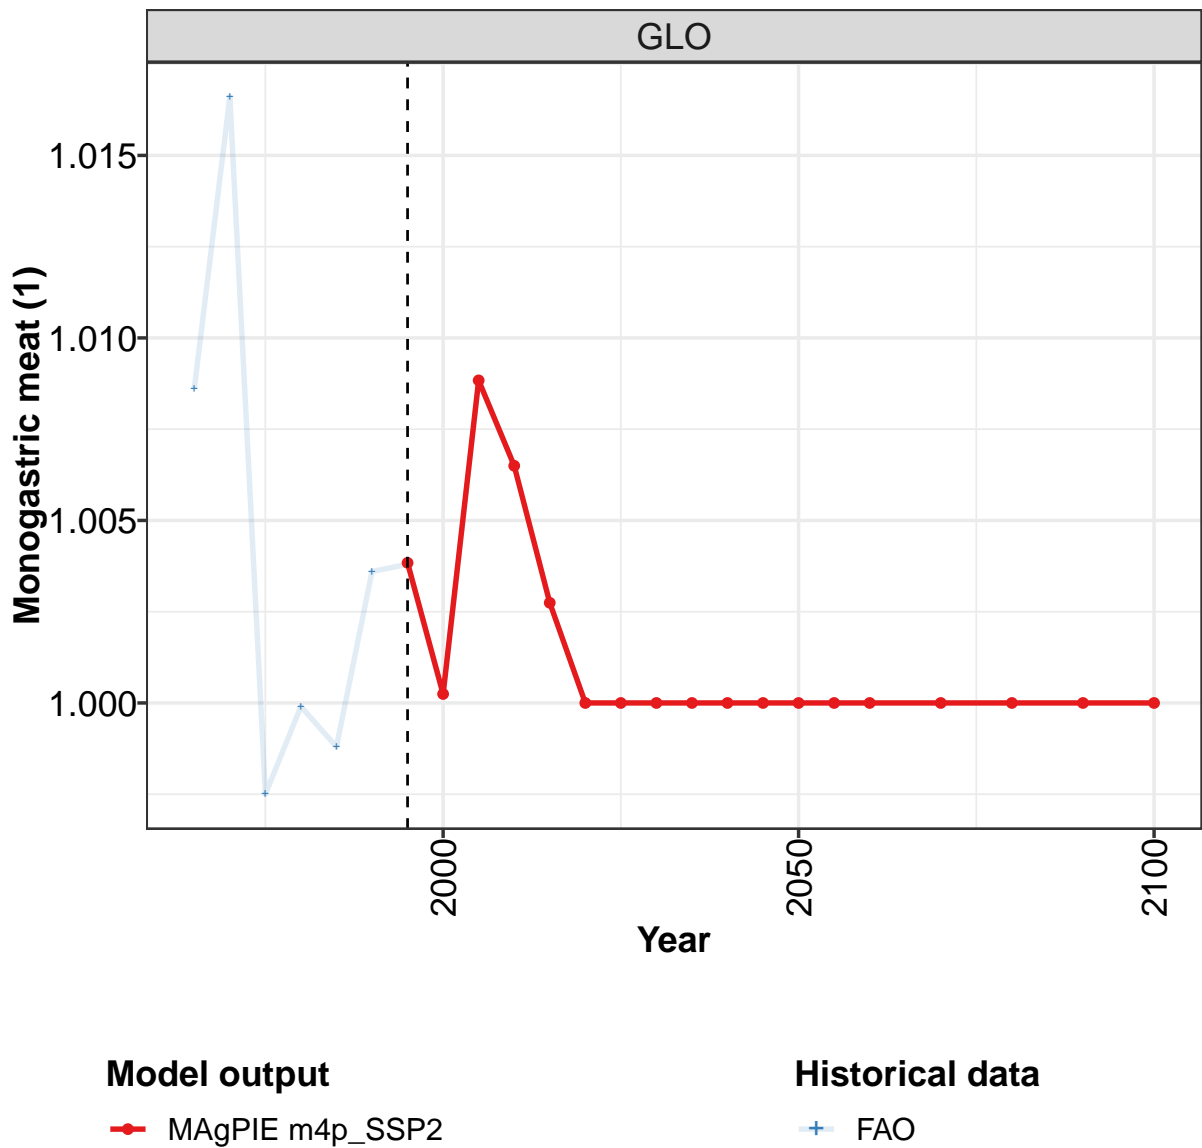 GLO
Monogastric meat (1)
1.015
1.010
1.005
1.000
2000
2050
2100
Year
Model output
MAgPIE m4p_SSP2
Historical data
FAO